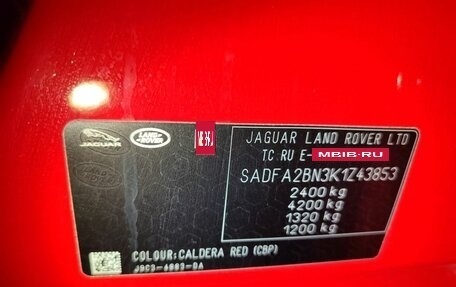 JAGUAR
LAND ROVER
JAGUAR LAND ROVER LTD
TC RU E-
MBIB-RU
SADFA2BN3K1Z43853
2400 kg
4200 kg
1320 kg
1200 kg
COLOUR:CALDERA RED (CBP)